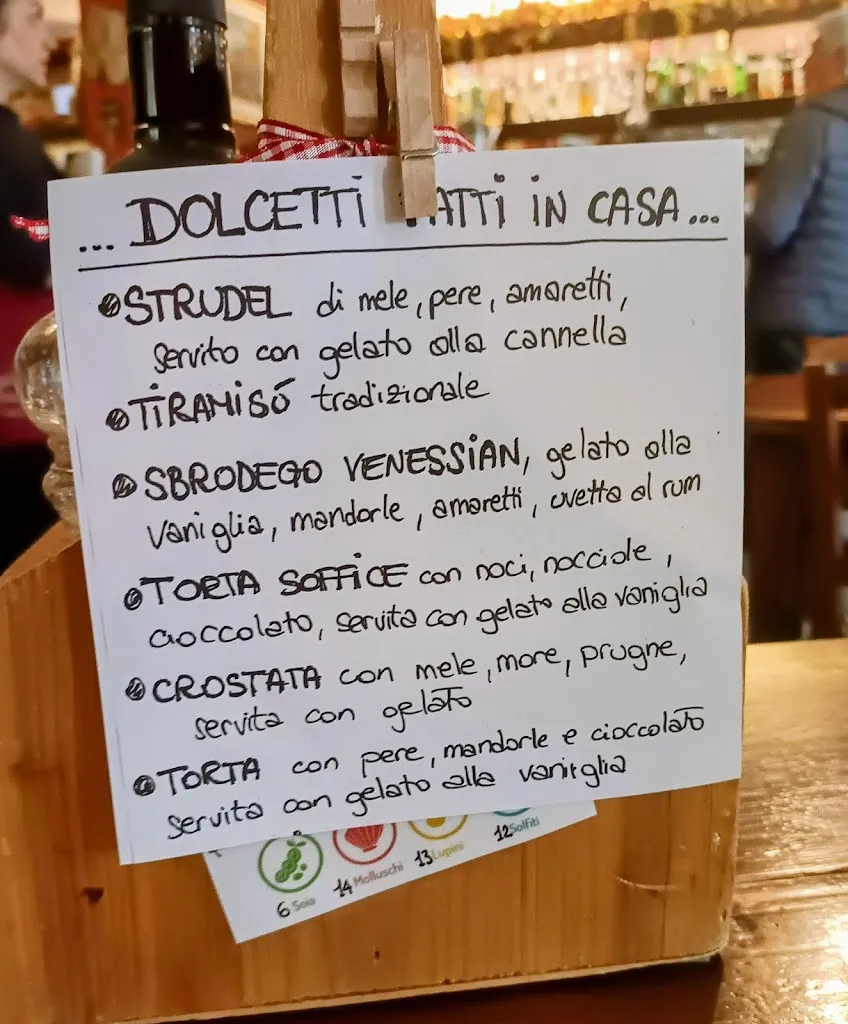 ... DOLCETTI FATTI IN CASA...
STRUDEL di mele, pere, amaretti,
servito con gelato alla cannella
TIRAMISÚ tradizionale
SBRODEGO VENESSIAN, gelato alla
vaniglia, mandorle, amaretti, uvetta al rum
TORTA SOFFICE con noci, nocciole,
cioccolato, servita con gelato alla vaniglia
CROSTATA con mele, more, prugne,
servita con gelato
TORTA con pere, mandorle e cioccolato
servita con gelato alla vaniglia
6 Soia
14 Molluschi
13 Lupini
12 Solfiti